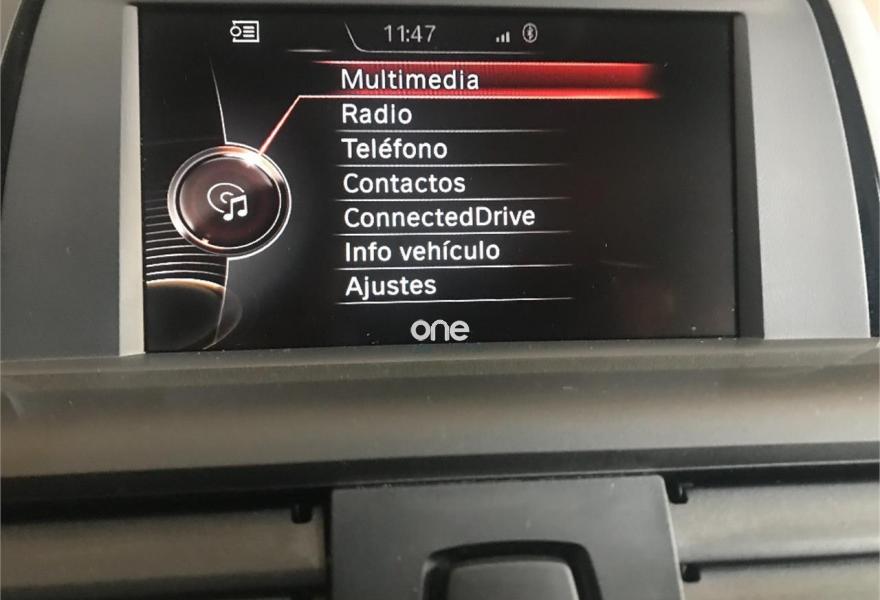 11:47
Multimedia
Radio
Teléfono
Contactos
ConnectedDrive
Info vehículo
Ajustes
one